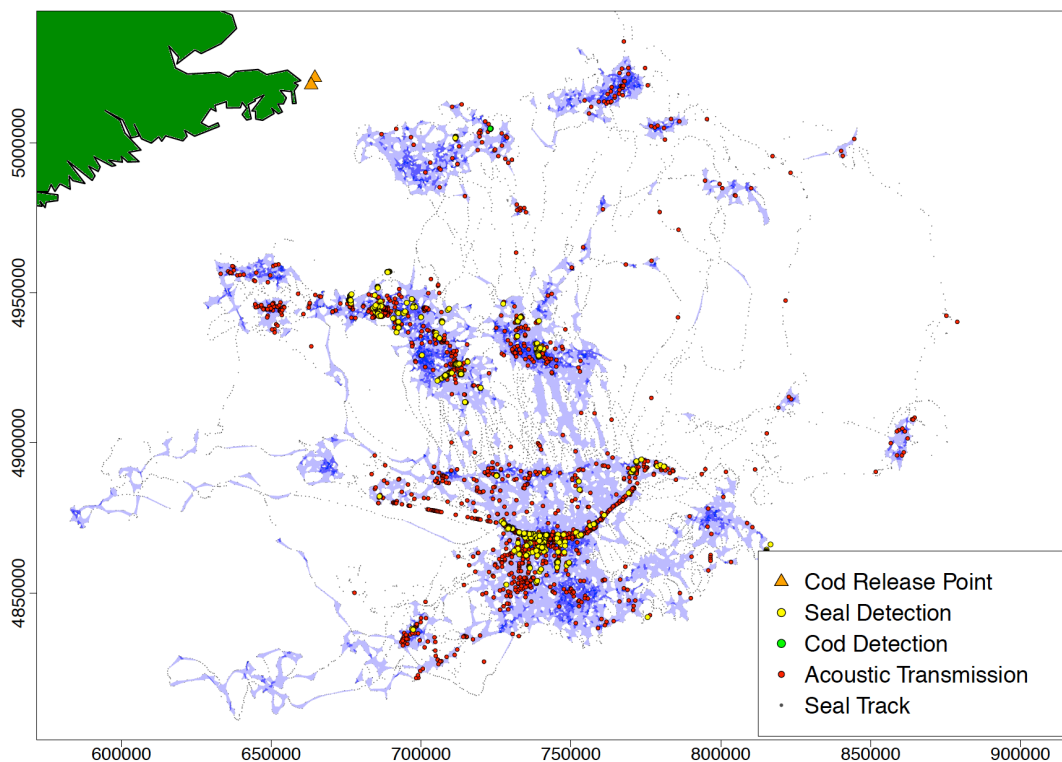 5000000
4950000
4900000
4850000
Cod Release Point
Seal Detection
Cod Detection
Acoustic Transmission
Seal Track
600000 650000 700000 750000 800000 850000 900000